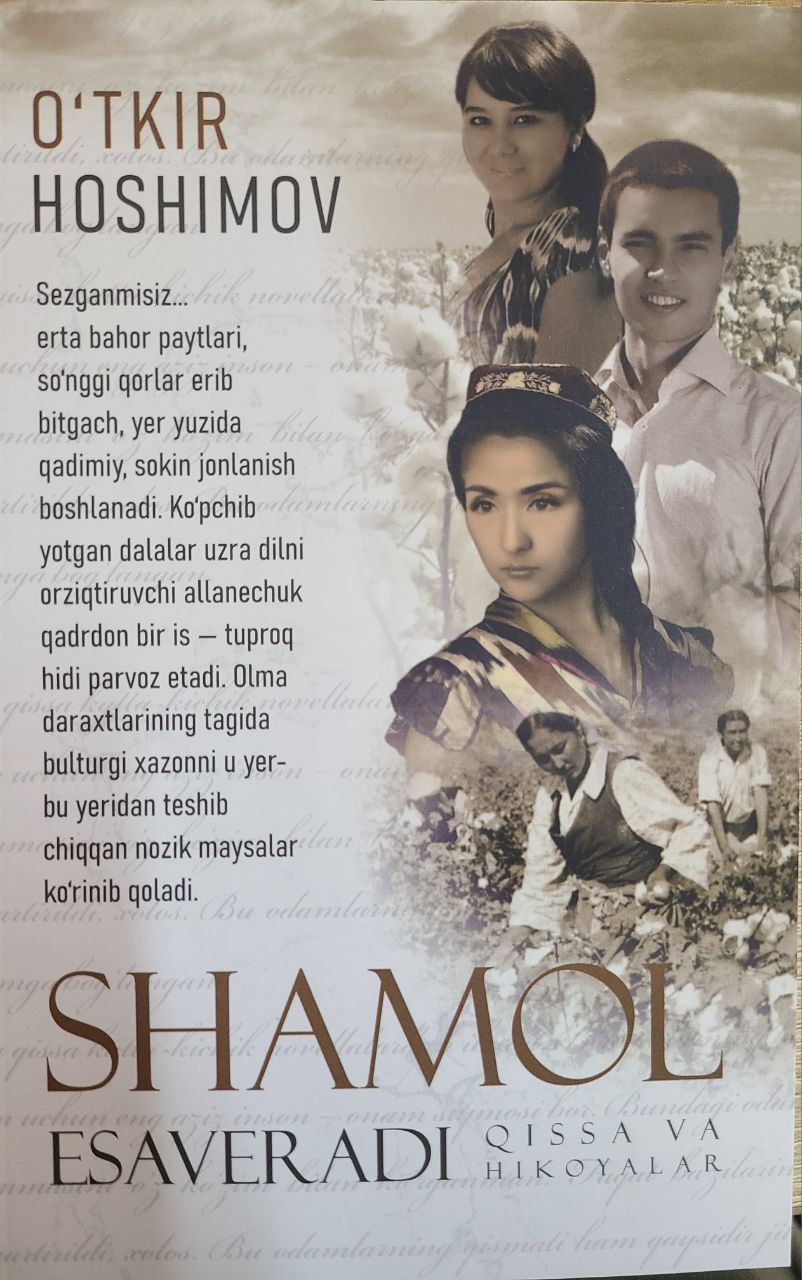 O‘TKIR
HOSHIMOV
Sezganmisiz...
erta bahor paytlari,
so‘nggi qorlar erib
bitgach, yer yuzida
qadimiy, sokin jonlanish
boshlanadi. Ko‘pchib
yotgan dalalar uzra dilni
orziqtiruvchi allanechuk
qadrdon bir is — tuproq
hidi parvoz etadi. Olma
daraxtlarining tagida
bulturgi xazonni u yer-
bu yeridan teshib
chiqqan nozik maysalar
ko‘rinib qoladi.
SHAMOL
ESAVERADI
QISSA VA
HIKOYALAR